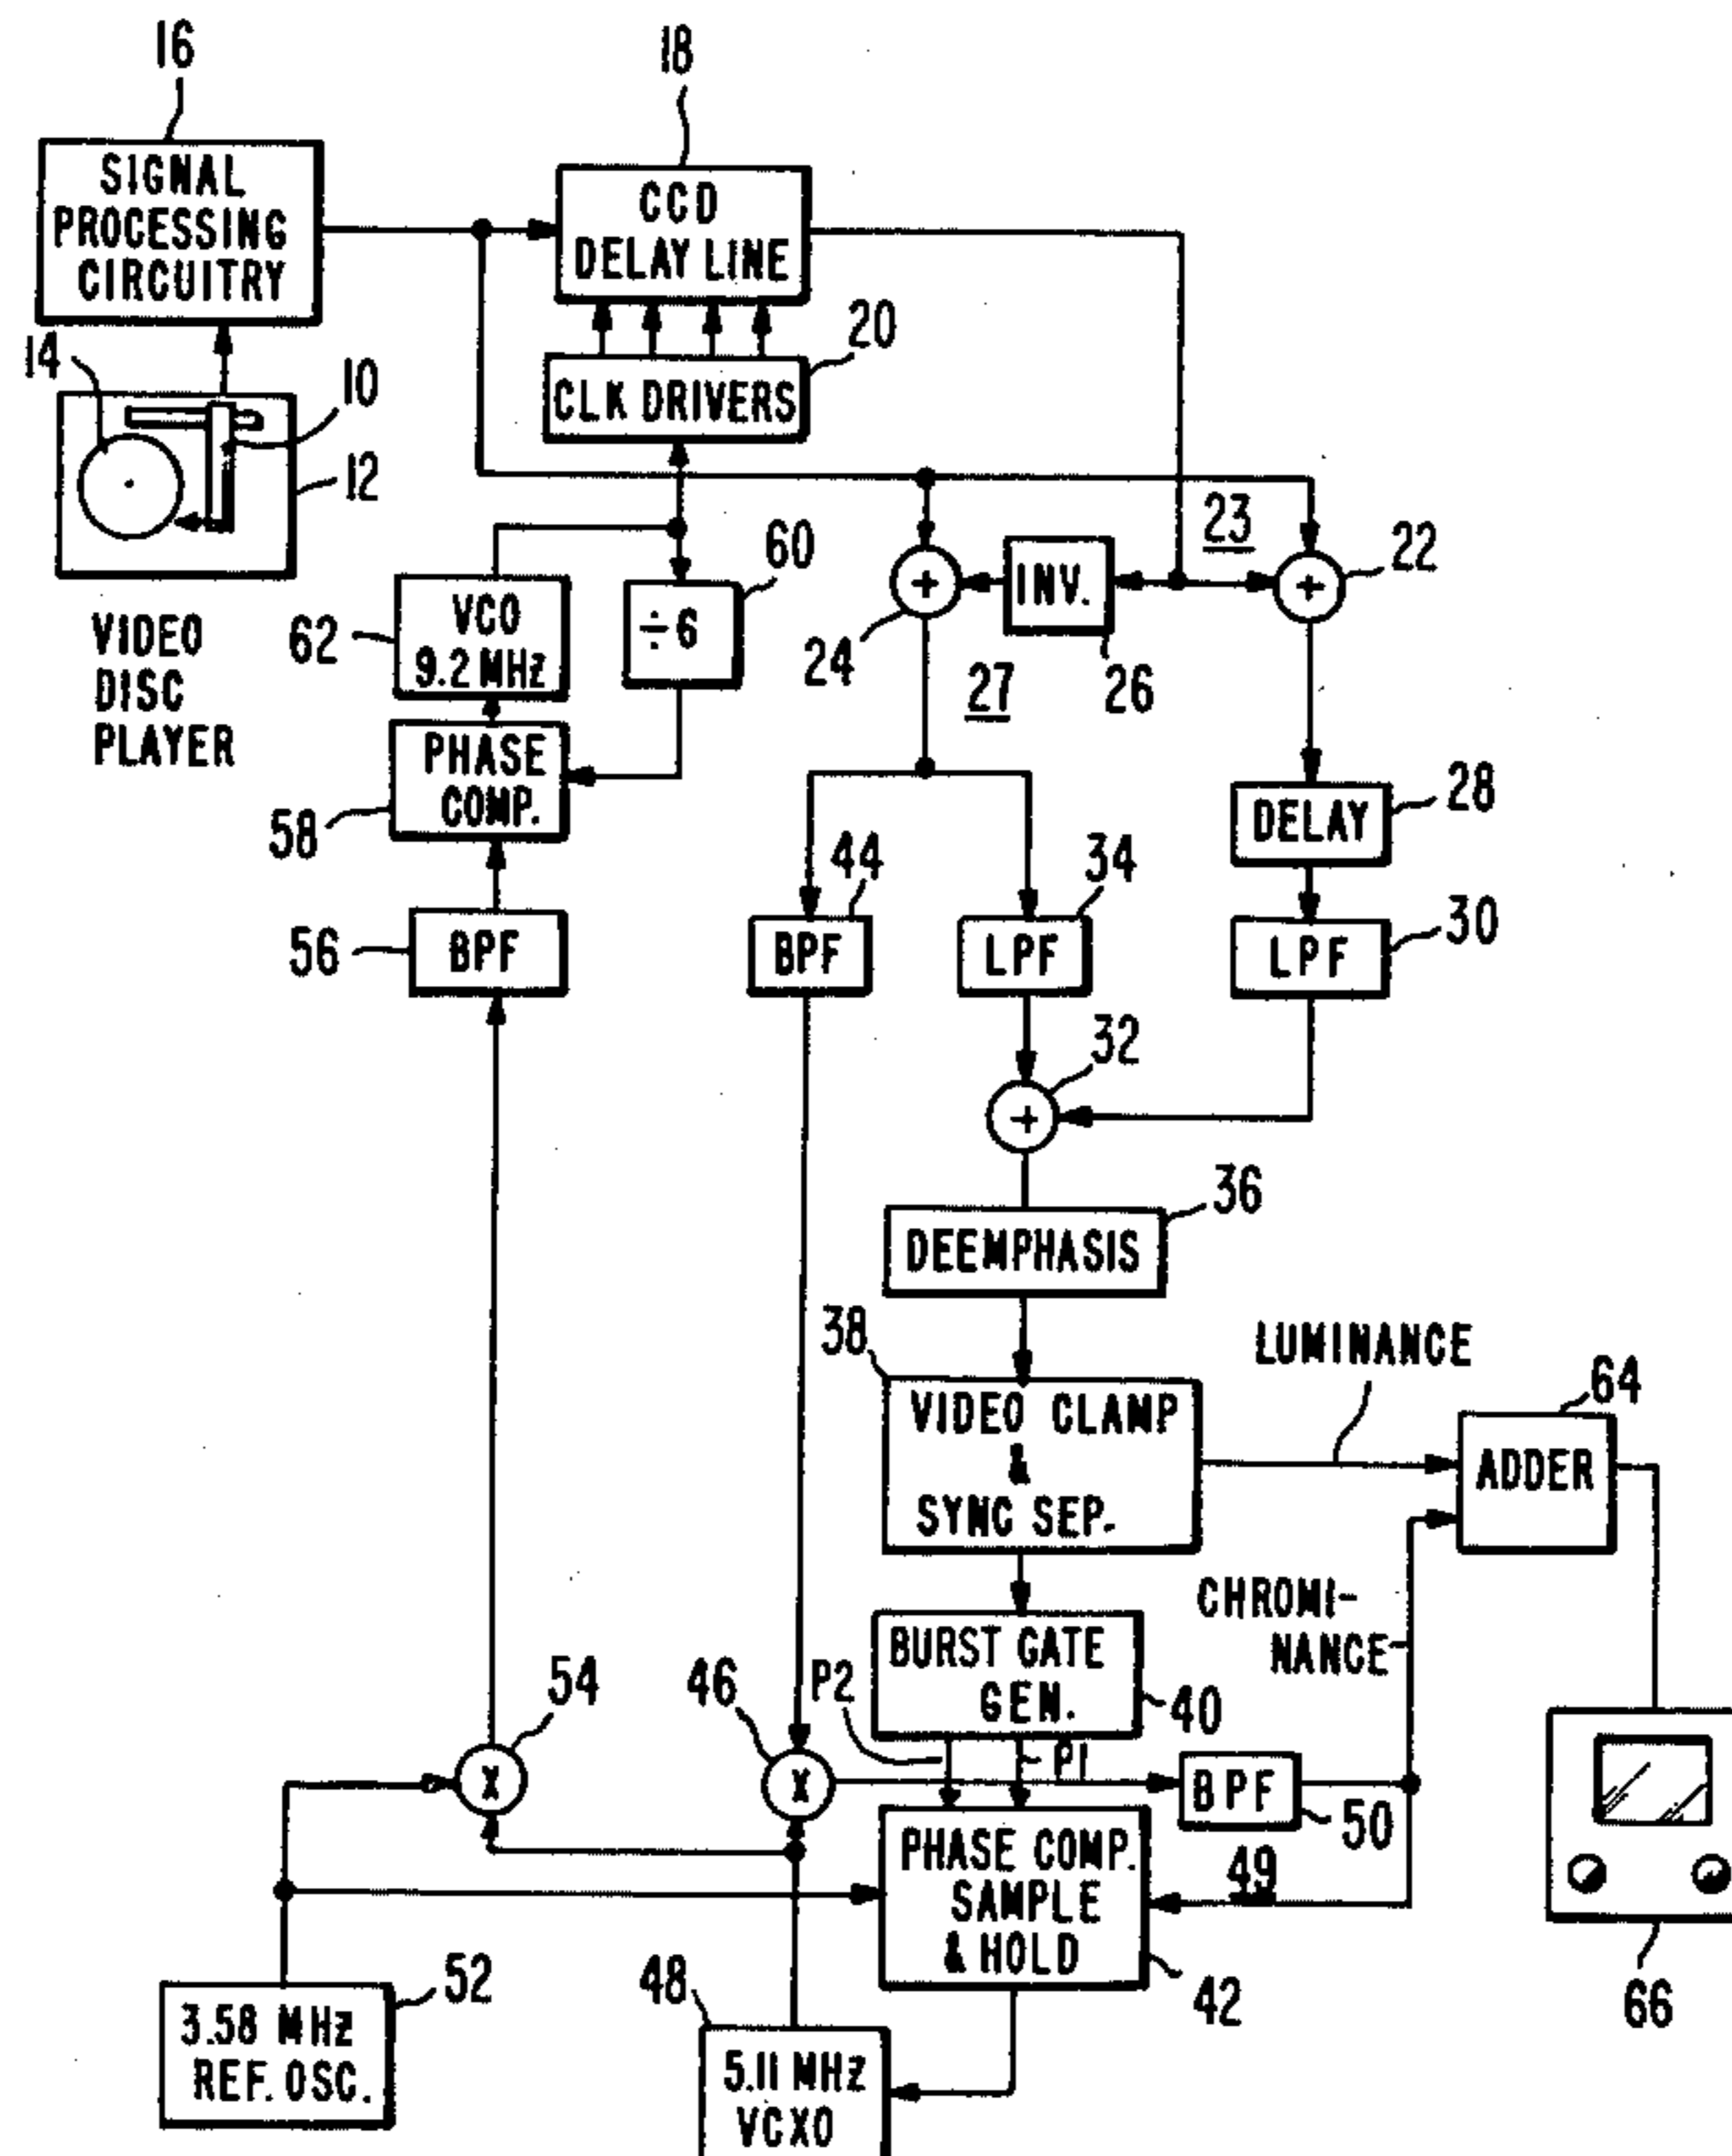 16
18
SIGNAL
PROCESSING
CIRCUITRY
CCD
DELAY LINE
14
10
12
20
CLK DRIVERS
VIDEO
DISC
PLAYER
62
VCO
9.2 MHz
60
÷6
24
+
INV.
26
23
22
+
27
58
PHASE
COMP.
28
DELAY
56
BPF
44
BPF
34
LPF
30
LPF
32
+
36
DEEMPHASIS
38
VIDEO CLAMP
&
SYNC SEP.
LUMINANCE
64
ADDER
CHROMI-
NANCE
BURST GATE
GEN.
40
P2
P1
54
X
46
X
BPF
50
49
PHASE COMP.
SAMPLE
& HOLD
42
66
52
3.58 MHz
REF. OSC.
48
5.11 MHz
VCXO